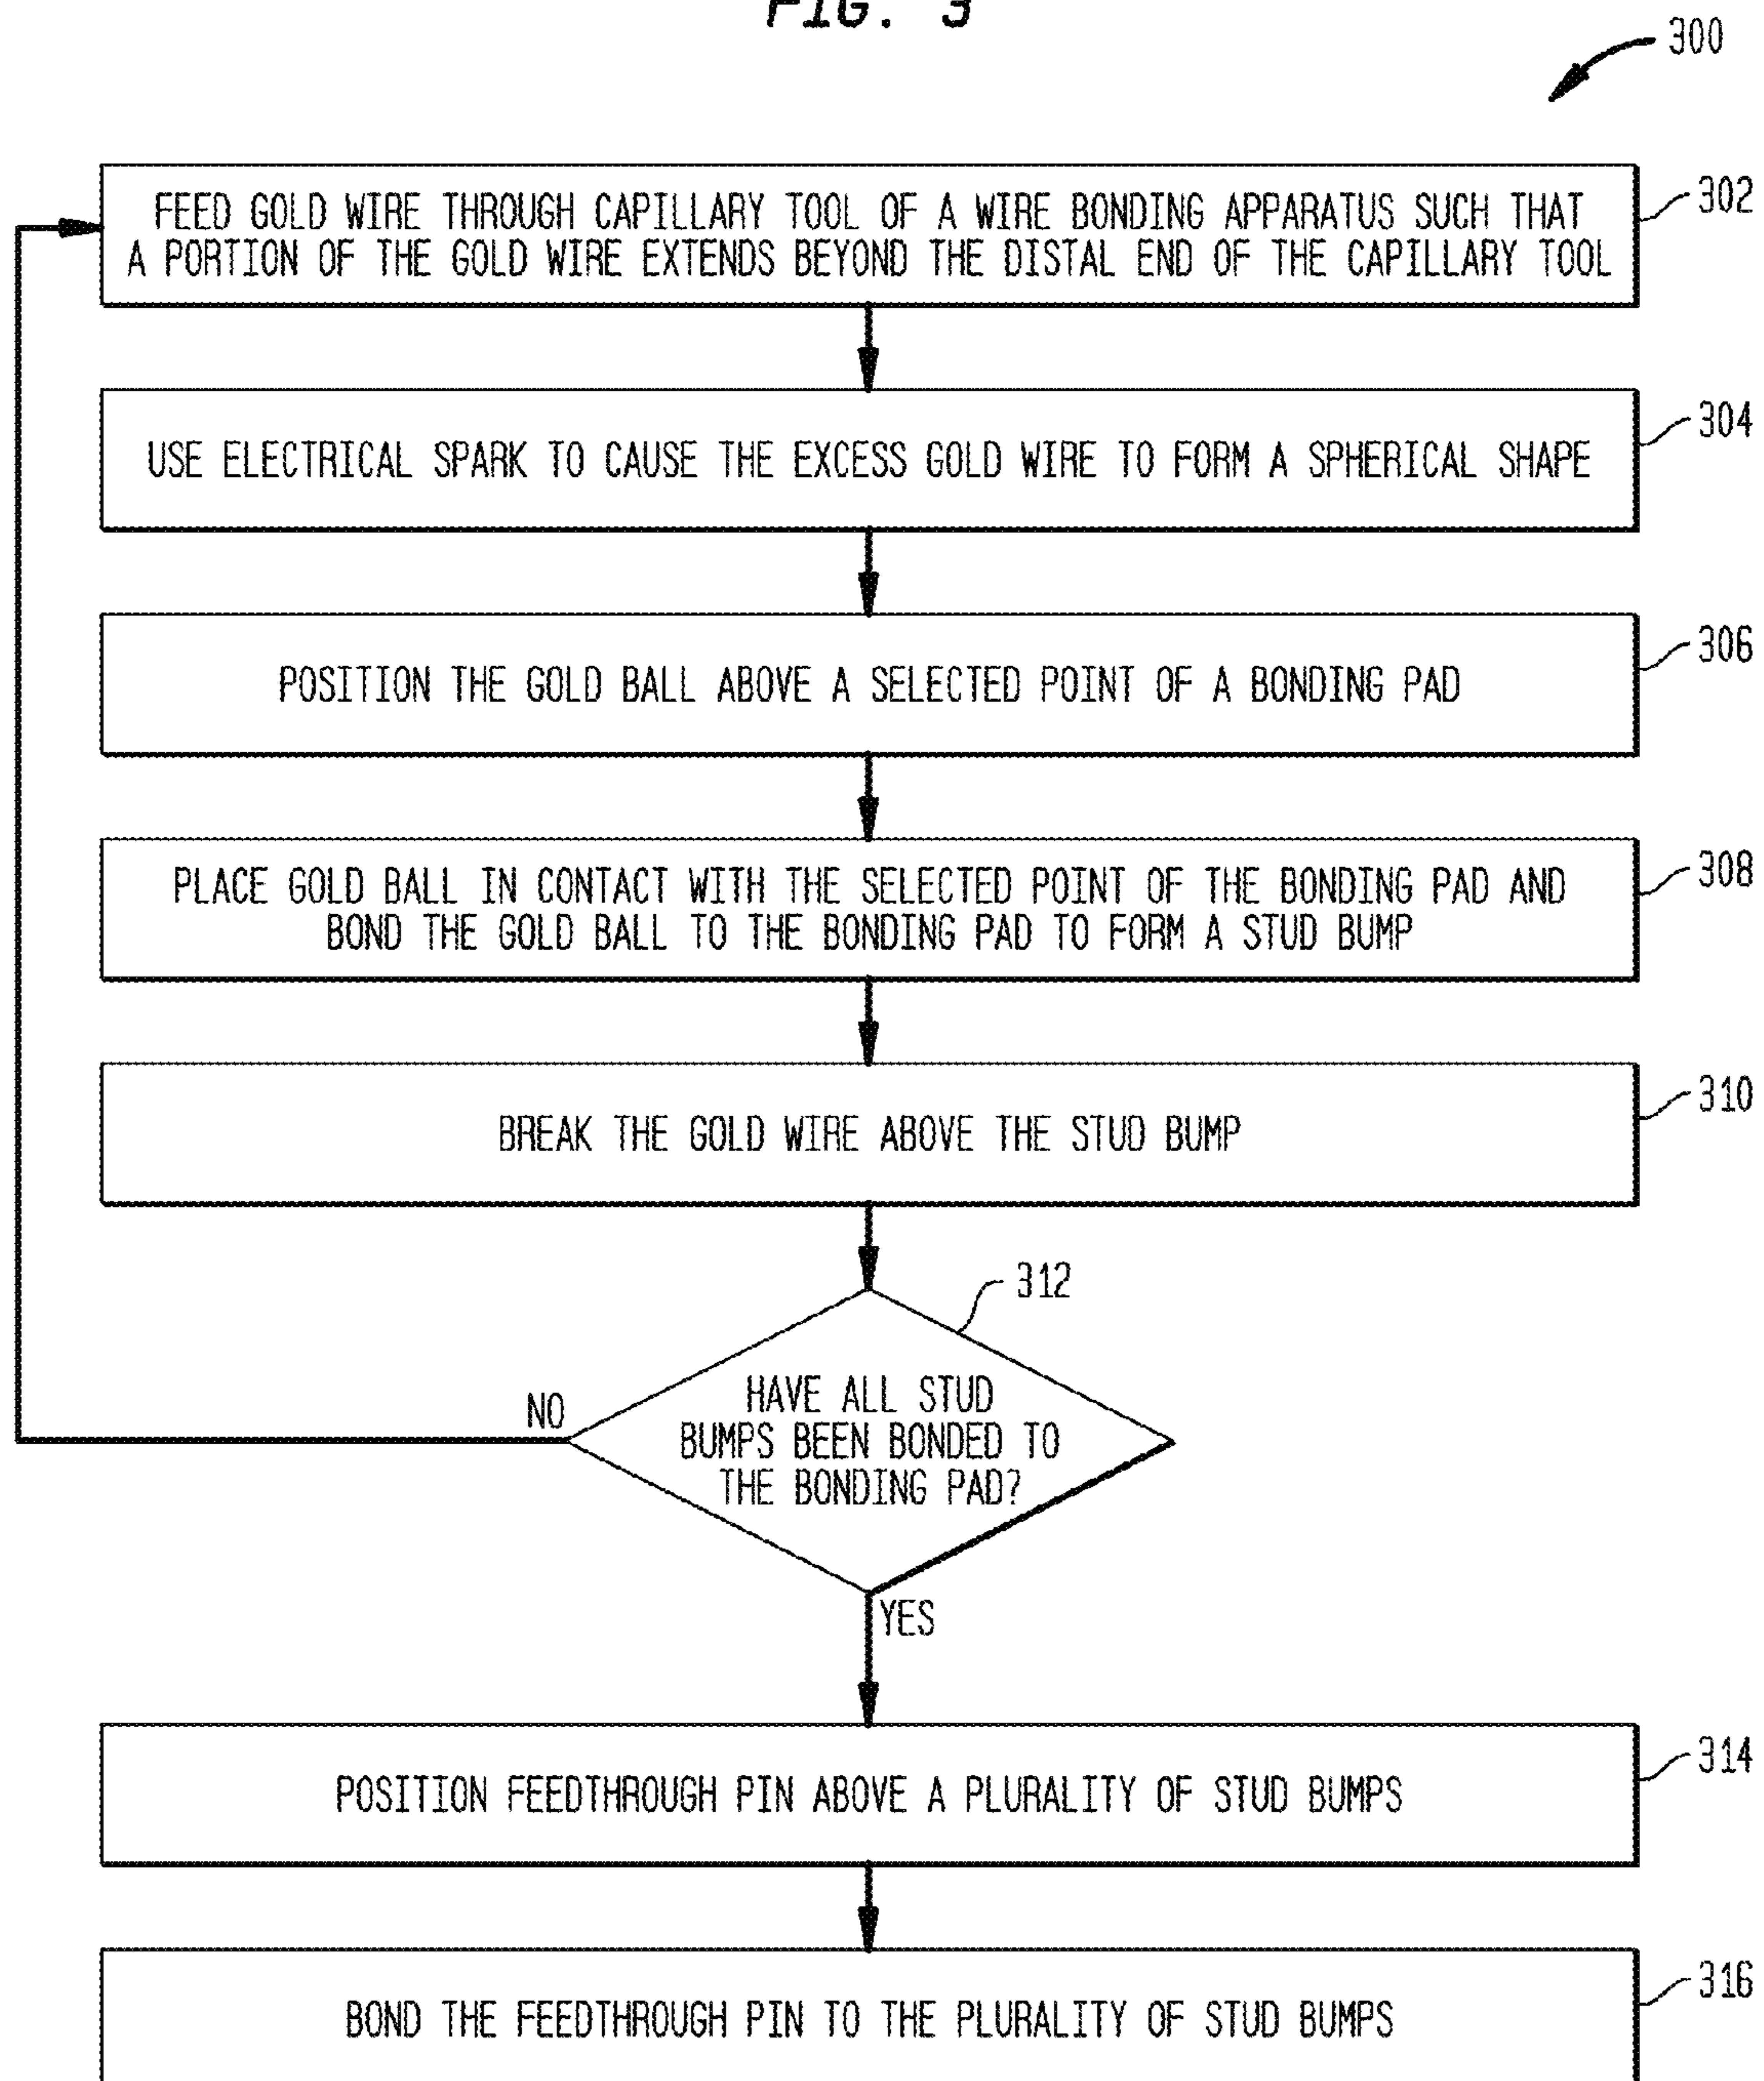 FIG. 3
300
FEED GOLD WIRE THROUGH CAPILLARY TOOL OF A WIRE BONDING APPARATUS SUCH THAT
A PORTION OF THE GOLD WIRE EXTENDS BEYOND THE DISTAL END OF THE CAPILLARY TOOL
302
USE ELECTRICAL SPARK TO CAUSE THE EXCESS GOLD WIRE TO FORM A SPHERICAL SHAPE
304
POSITION THE GOLD BALL ABOVE A SELECTED POINT OF A BONDING PAD
306
PLACE GOLD BALL IN CONTACT WITH THE SELECTED POINT OF THE BONDING PAD AND
BOND THE GOLD BALL TO THE BONDING PAD TO FORM A STUD BUMP
308
BREAK THE GOLD WIRE ABOVE THE STUD BUMP
310
312
HAVE ALL STUD
BUMPS BEEN BONDED TO
THE BONDING PAD?
NO
YES
POSITION FEEDTHROUGH PIN ABOVE A PLURALITY OF STUD BUMPS
314
BOND THE FEEDTHROUGH PIN TO THE PLURALITY OF STUD BUMPS
316